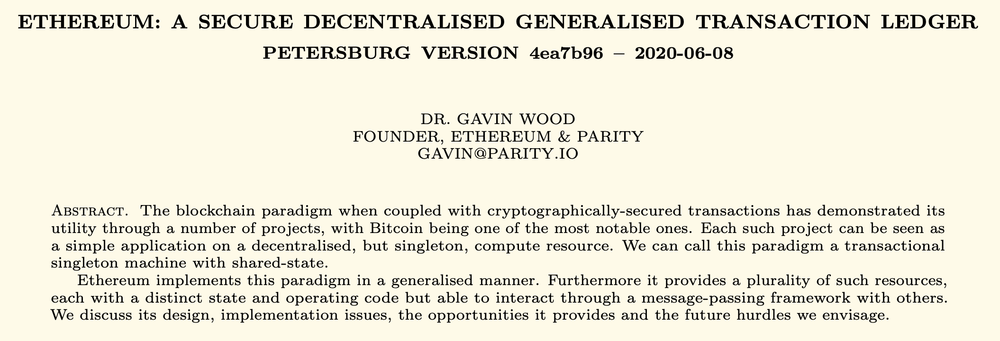 ETHEREUM: A SECURE DECENTRALISED GENERALISED TRANSACTION LEDGER
PETERSBURG VERSION 4ea7b96 – 2020-06-08
DR. GAVIN WOOD
FOUNDER, ETHEREUM & PARITY
GAVIN@PARITY.IO
Abstract. The blockchain paradigm when coupled with cryptographically-secured transactions has demonstrated its
utility through a number of projects, with Bitcoin being one of the most notable ones. Each such project can be seen as
a simple application on a decentralised, but singleton, compute resource. We can call this paradigm a transactional
singleton machine with shared-state.
Ethereum implements this paradigm in a generalised manner. Furthermore it provides a plurality of such resources,
each with a distinct state and operating code but able to interact through a message-passing framework with others.
We discuss its design, implementation issues, the opportunities it provides and the future hurdles we envisage.